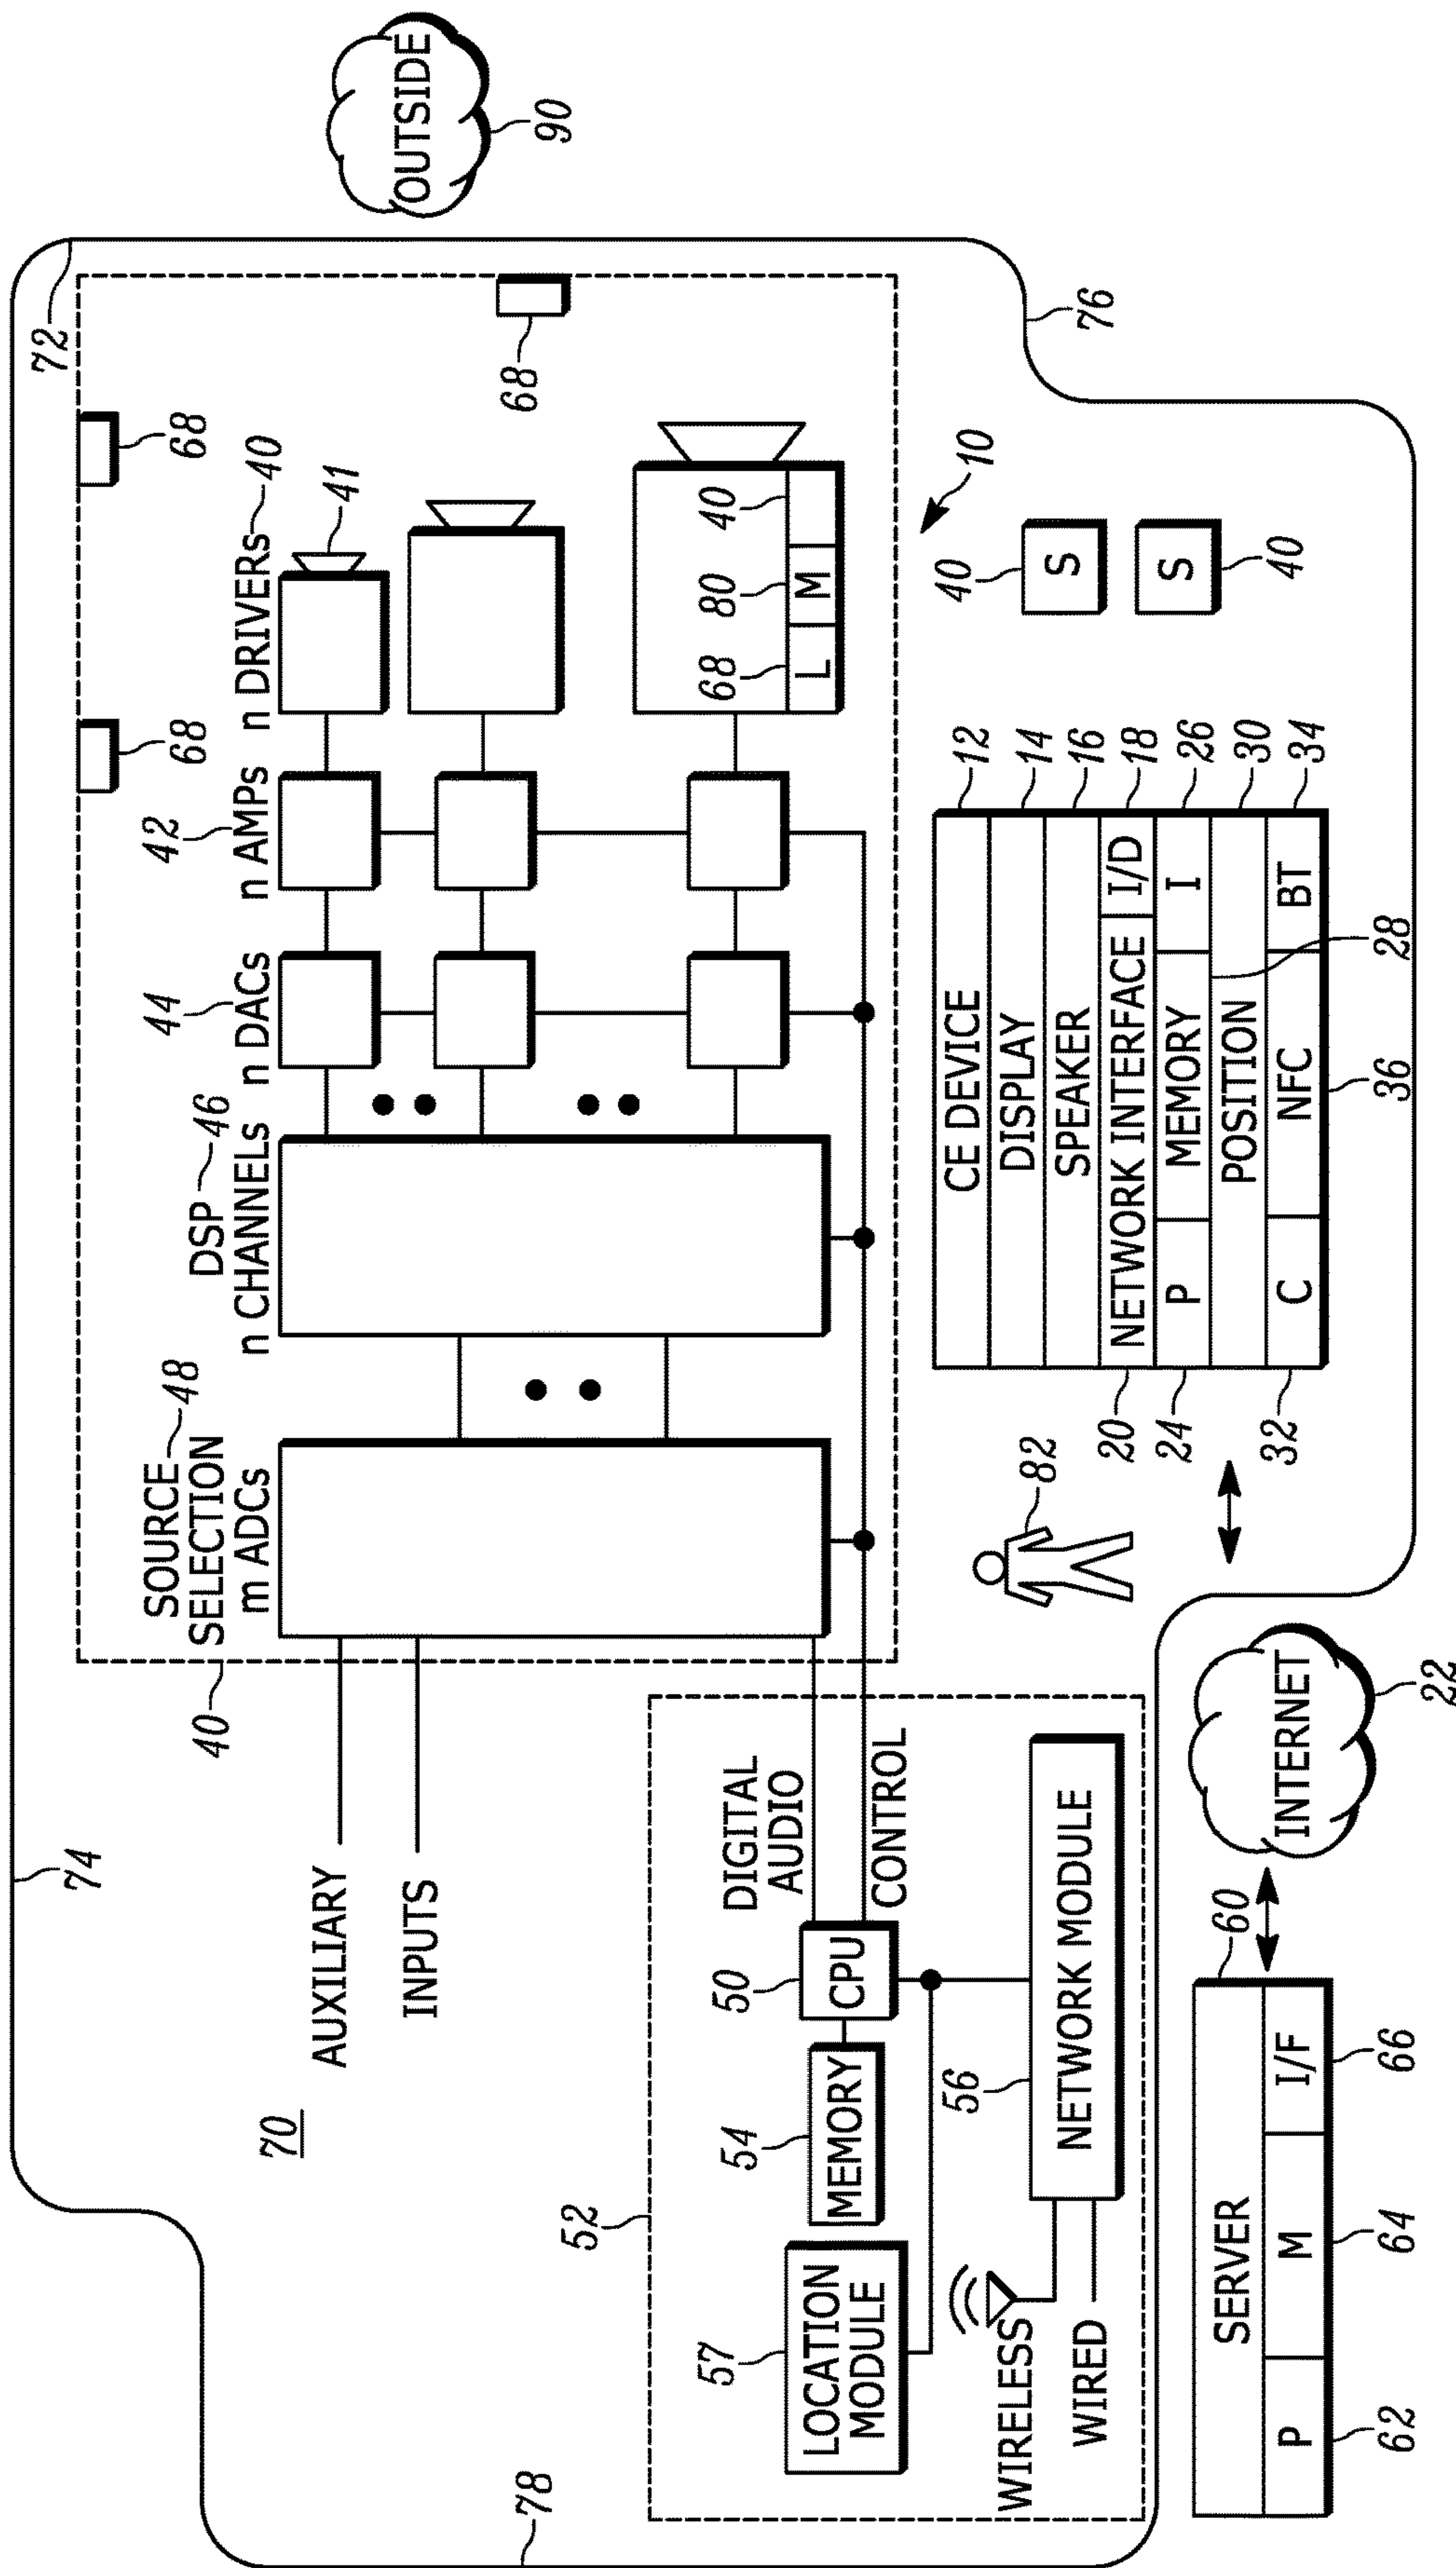 OUTSIDE
90
72
74
76
78
70
68
68
68
SOURCE 48
SELECTION
m ADCs
DSP 46
n CHANNELS
44
n DACs
42
n AMPs
n DRIVERs 40
41
68 80 40
L M
40
AUXILIARY
INPUTS
DIGITAL
AUDIO
CONTROL
50
CPU
54
MEMORY
52
57
LOCATION
MODULE
56
NETWORK MODULE
WIRELESS
WIRED
10
40
S
S
40
82
CE DEVICE 12
DISPLAY 14
SPEAKER 16
20 NETWORK INTERFACE I/D 18
24 P MEMORY I 26
POSITION 30
28
32 C NFC BT 34
36
INTERNET
22
60
SERVER
P M I/F
62 64 66